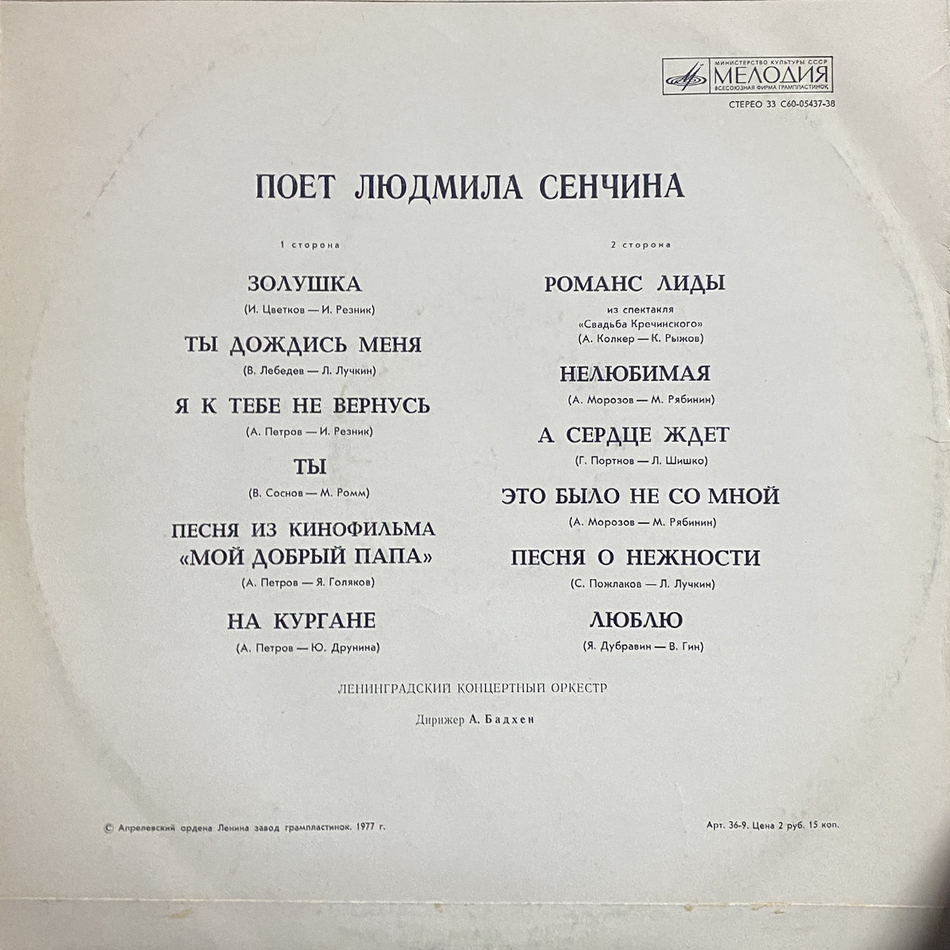 МИНИСТЕРСТВО КУЛЬТУРЫ СССР
МЕЛОДИЯ
ВСЕСОЮЗНАЯ ФИРМА ГРАМПЛАСТИНОК
СТЕРЕО 33 С60-05437-38
ПОЕТ ЛЮДМИЛА СЕНЧИНА
1 сторона
ЗОЛУШКА
(И. Цветков — И. Резник)
ТЫ ДОЖДИСЬ МЕНЯ
(В. Лебедев — Л. Лучкин)
Я К ТЕБЕ НЕ ВЕРНУСЬ
(А. Петров — И. Резник)
ТЫ
(В. Соснов — М. Ромм)
ПЕСНЯ ИЗ КИНОФИЛЬМА
«МОЙ ДОБРЫЙ ПАПА»
(А. Петров — Я. Голяков)
НА КУРГАНЕ
(А. Петров — Ю. Друнина)
2 сторона
РОМАНС ЛИДЫ
из спектакля
«Свадьба Кречинского»
(А. Колкер — К. Рыжов)
НЕЛЮБИМАЯ
(А. Морозов — М. Рябинин)
А СЕРДЦЕ ЖДЕТ
(Г. Портнов — Л. Шишко)
ЭТО БЫЛО НЕ СО МНОЙ
(А. Морозов — М. Рябинин)
ПЕСНЯ О НЕЖНОСТИ
(С. Пожлаков — Л. Лучкин)
ЛЮБЛЮ
(Я. Дубравин — В. Гин)
ЛЕНИНГРАДСКИЙ КОНЦЕРТНЫЙ ОРКЕСТР
Дирижер А. Бадхен
© Апрелевский ордена Ленина завод грампластинок. 1977 г.
Арт. 36-9. Цена 2 руб. 15 коп.